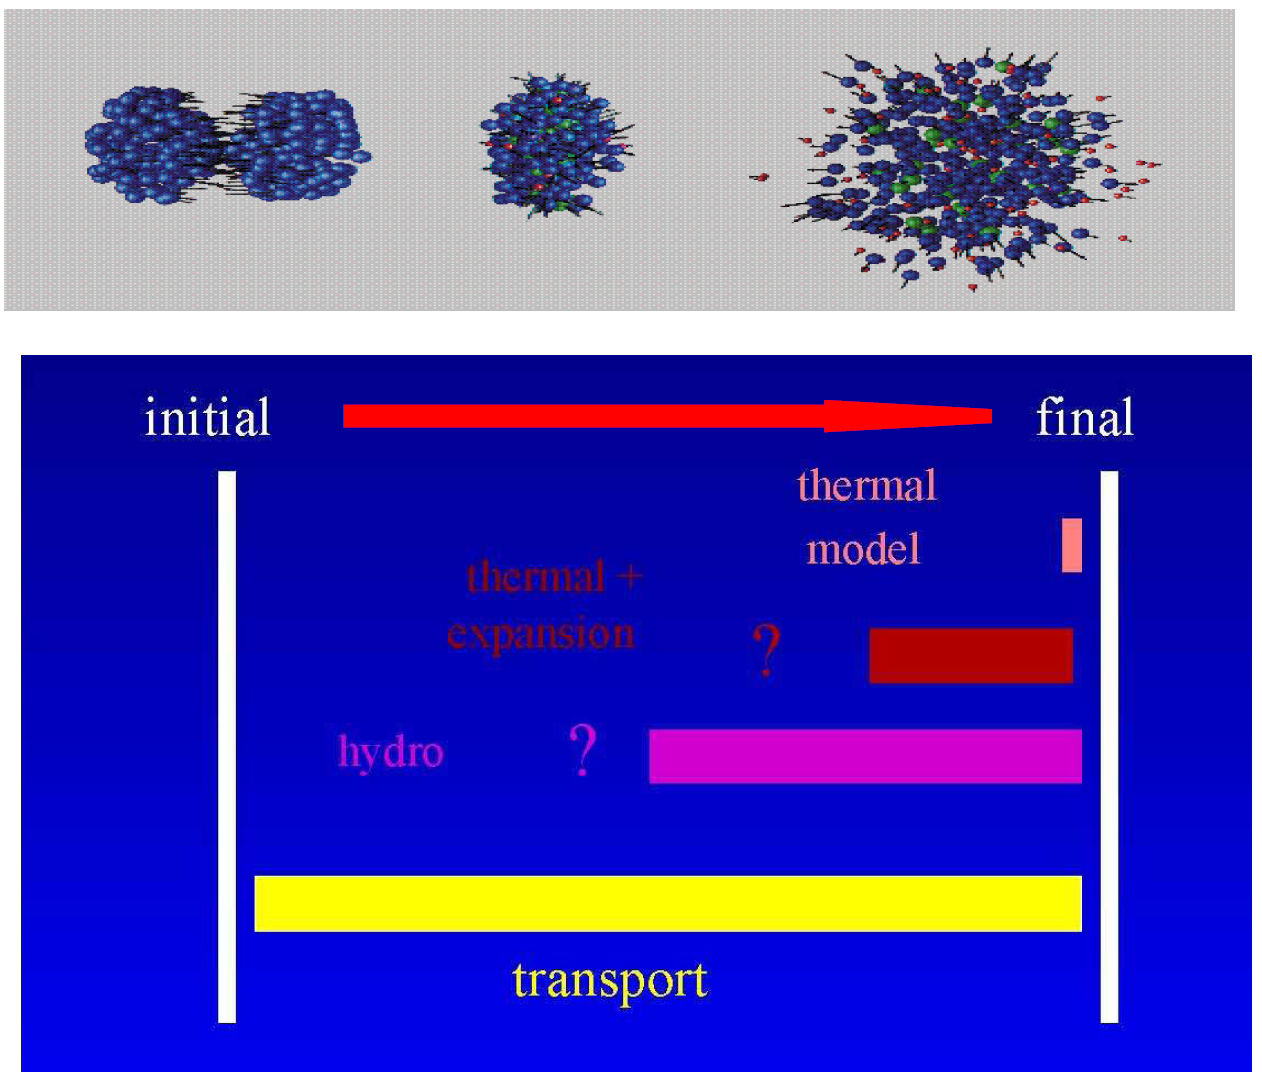 initial
final
thermal
model
thermal +
expansion
?
hydro
?
transport